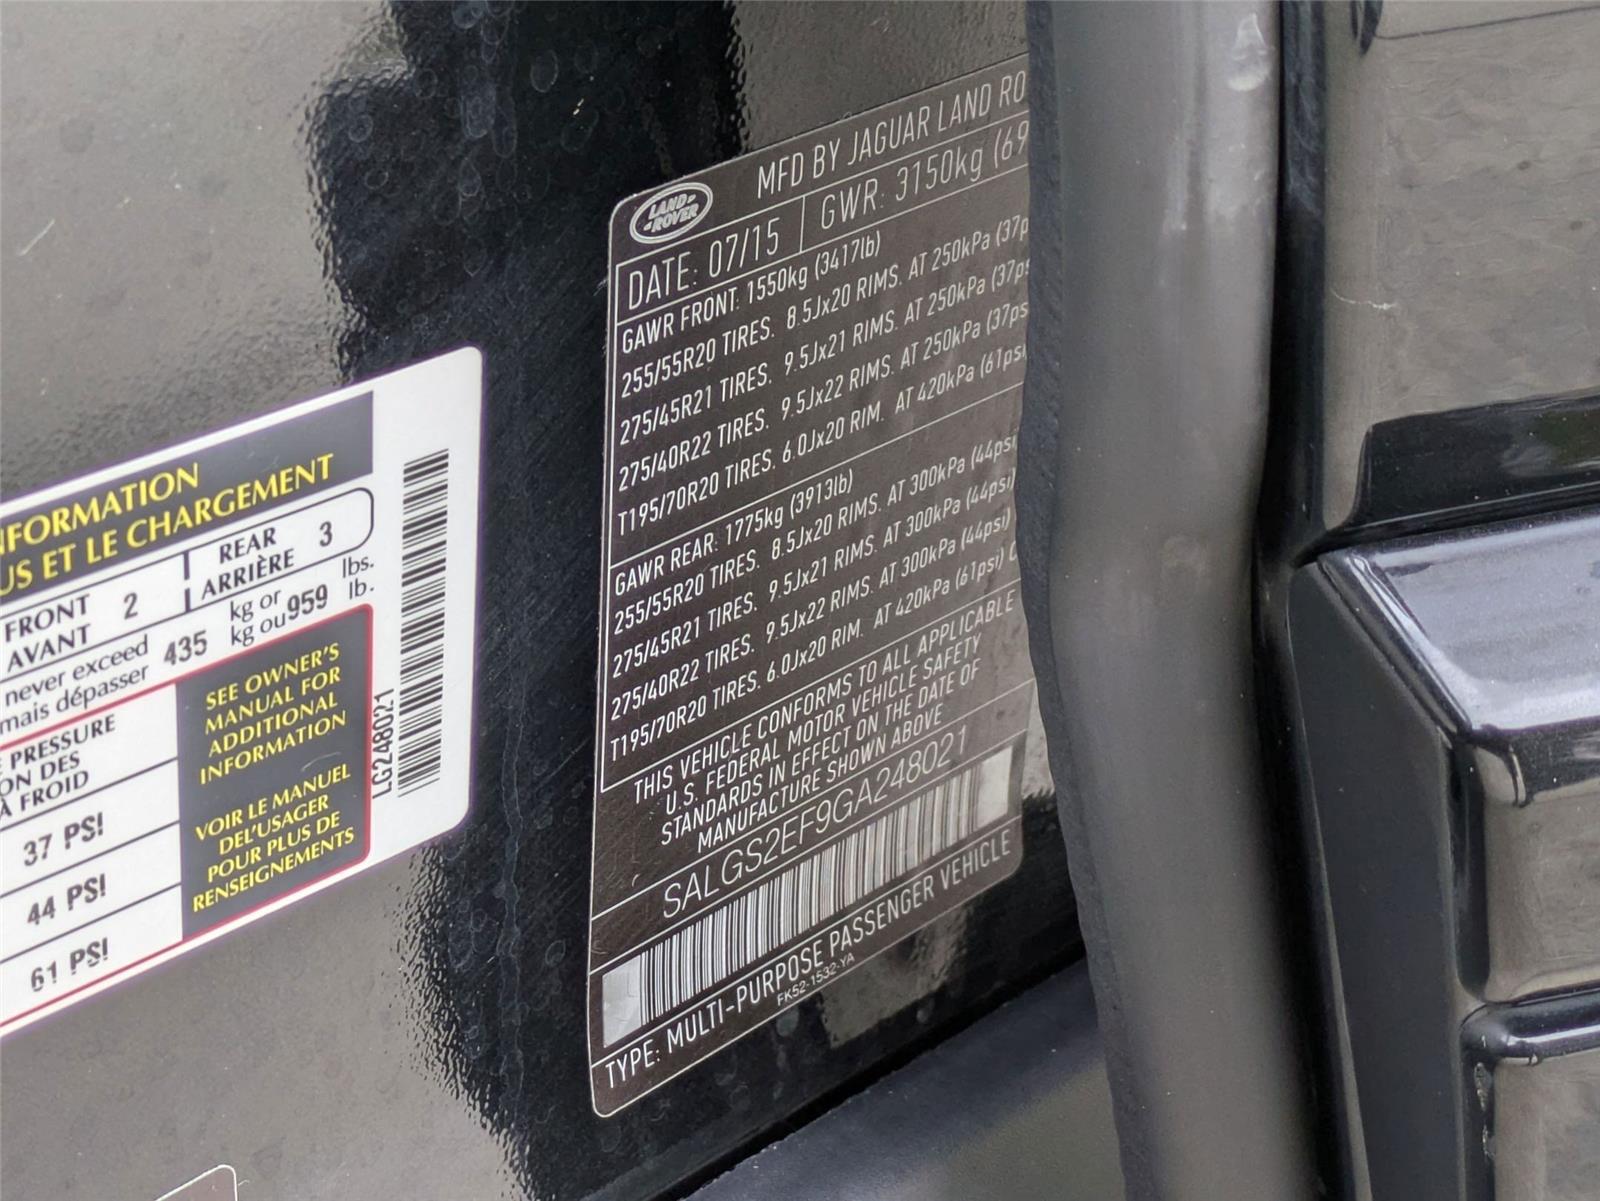 NFORMATION
US ET LE CHARGEMENT
FRONT
AVANT 2 REAR
ARRIÈRE 3
never exceed
mais dépasser 435 kg or
kg ou 959 lbs.
lb.
PRESSURE
ON DES
À FROID
37 PSI
44 PSI
61 PSI
SEE OWNER'S
MANUAL FOR
ADDITIONAL
INFORMATION
VOIR LE MANUEL
DEL'USAGER
POUR PLUS DE
RENSEIGNEMENTS
LG248021
LAND-
-ROVER
MFD BY JAGUAR LAND RO
DATE: 07/15 GWR: 3150kg (69
GAWR FRONT: 1550kg (3417lb)
255/55R20 TIRES. 8.5Jx20 RIMS. AT 250kPa (37p
275/45R21 TIRES. 9.5Jx21 RIMS. AT 250kPa (37psi
275/40R22 TIRES. 9.5Jx22 RIMS. AT 250kPa (37ps
T195/70R20 TIRES. 6.0Jx20 RIM. AT 420kPa (61psi
GAWR REAR: 1775kg (3913lb)
255/55R20 TIRES. 8.5Jx20 RIMS. AT 300kPa (44psi
275/45R21 TIRES. 9.5Jx21 RIMS. AT 300kPa (44psi)
275/40R22 TIRES. 9.5Jx22 RIMS. AT 300kPa (44psi)
T195/70R20 TIRES. 6.0Jx20 RIM. AT 420kPa (61psi)
THIS VEHICLE CONFORMS TO ALL APPLICABLE
U.S. FEDERAL MOTOR VEHICLE SAFETY
STANDARDS IN EFFECT ON THE DATE OF
MANUFACTURE SHOWN ABOVE
SALGS2EF9GA248021
TYPE: MULTI-PURPOSE PASSENGER VEHICLE
FK52-1532-YA